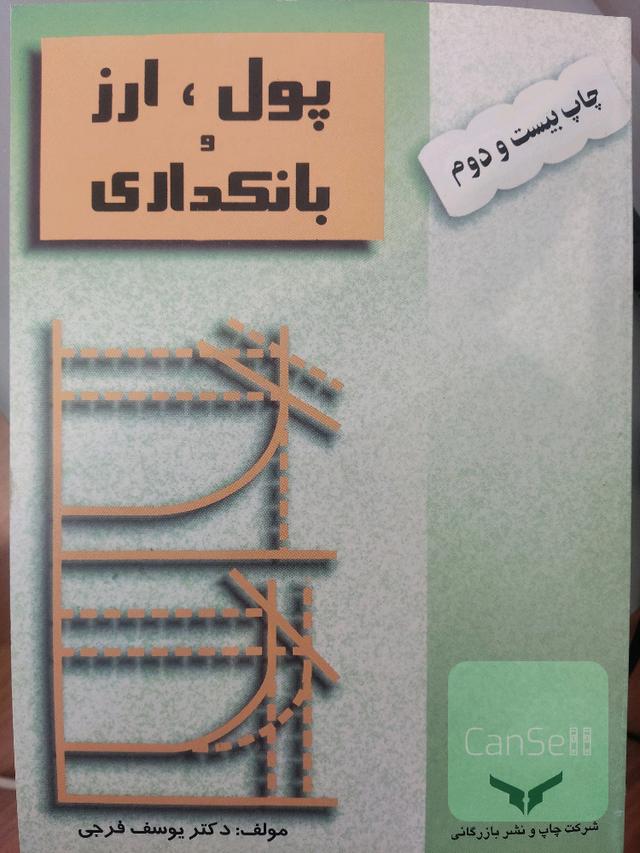 پول ، ارز
و
بانکداری
چاپ بیست و دوم
CanSell
مولف: دکتر یوسف فرجی
شرکت چاپ و نشر بازرگانی